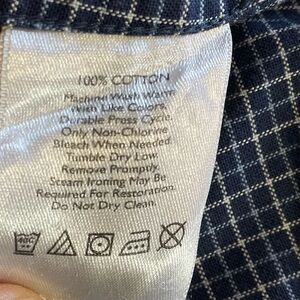 100% COTTON
Machine Wash Warm
With Like Colors,
Durable Press Cycle.
Only Non-Chlorine
Bleach When Needed
Tumble Dry Low
Remove Promptly.
Steam Ironing May Be
Required For Restoration.
Do Not Dry Clean.
40C